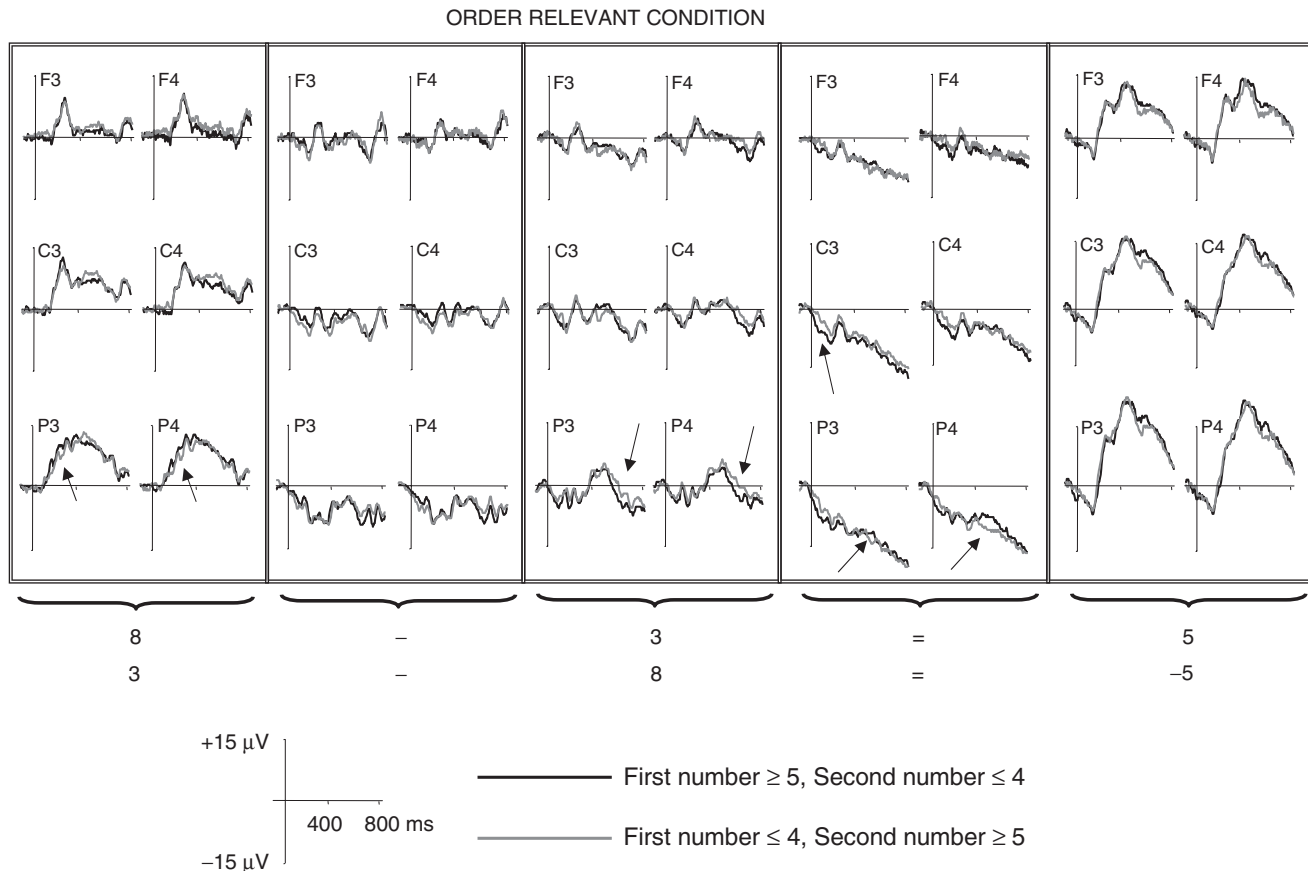 ORDER RELEVANT CONDITION
F3 F4 F3 F4 F3 F4 F3 F4 F3 F4
C3 C4 C3 C4 C3 C4 C3 C4 C3 C4
P3 P4 P3 P4 P3 P4 P3 P4 P3 P4
8 – 3 = 5
3 – 8 = –5
+15 μV
400 800 ms
–15 μV
First number ≥ 5, Second number ≤ 4
First number ≤ 4, Second number ≥ 5